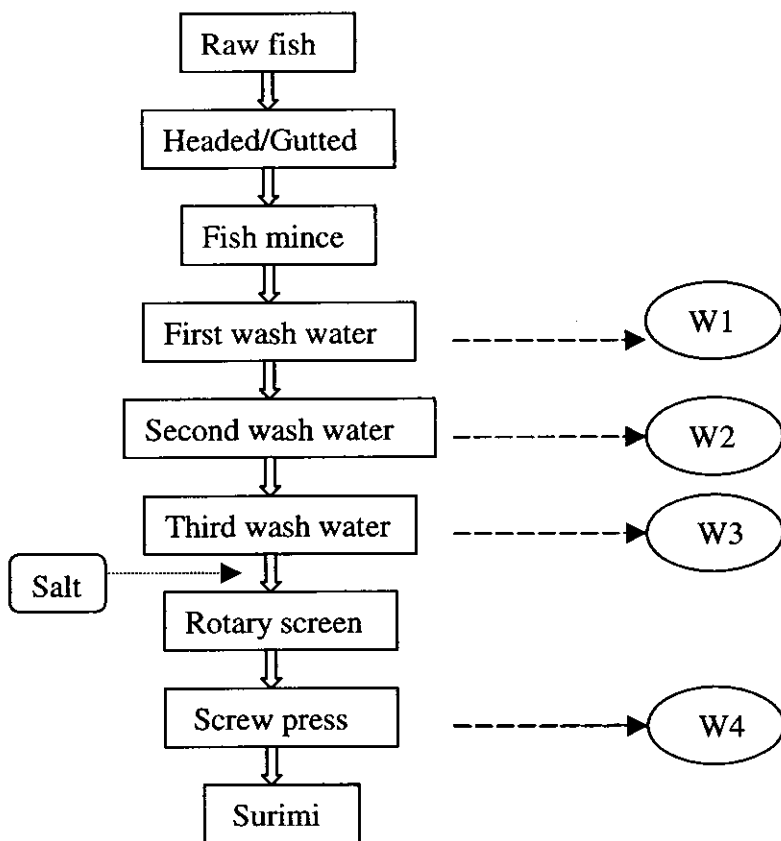 Raw fish
Headed/Gutted
Fish mince
First wash water
W1
Second wash water
W2
Third wash water
W3
Salt
Rotary screen
Screw press
W4
Surimi